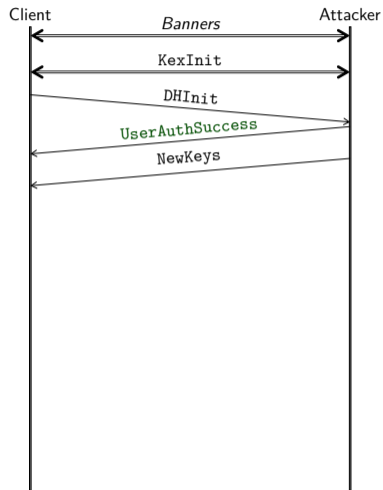 Client Attacker
Banners
KexInit
DHInit
UserAuthSuccess
NewKeys